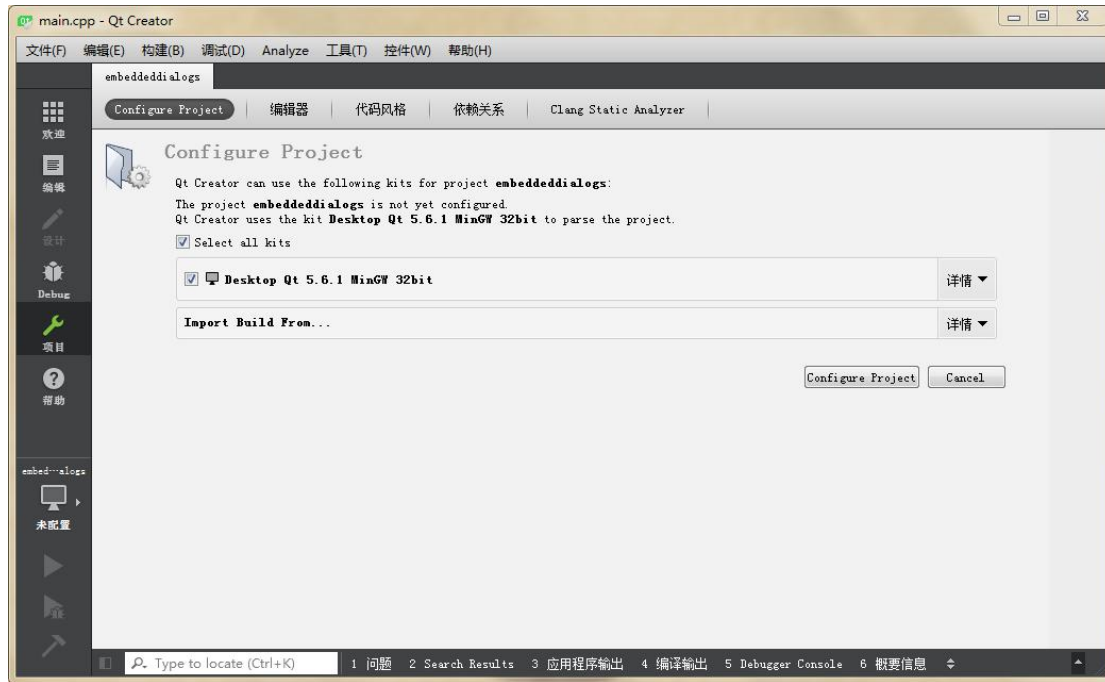 main.cpp - Qt Creator
文件(F) 编辑(E) 构建(B) 调试(D) Analyze 工具(T) 控件(W) 帮助(H)
embeddeddialogs
Configure Project 编辑器 代码风格 依赖关系 Clang Static Analyzer
欢迎
编辑
设计
Debug
项目
帮助
Configure Project
Qt Creator can use the following kits for project embeddeddialogs:
The project embeddeddialogs is not yet configured.
Qt Creator uses the kit Desktop Qt 5.6.1 MinGW 32bit to parse the project.
Select all kits
Desktop Qt 5.6.1 MinGW 32bit 详情
Import Build From... 详情
Configure Project Cancel
embed···alogs
未配置
Type to locate (Ctrl+K) 1 问题 2 Search Results 3 应用程序输出 4 编译输出 5 Debugger Console 6 概要信息